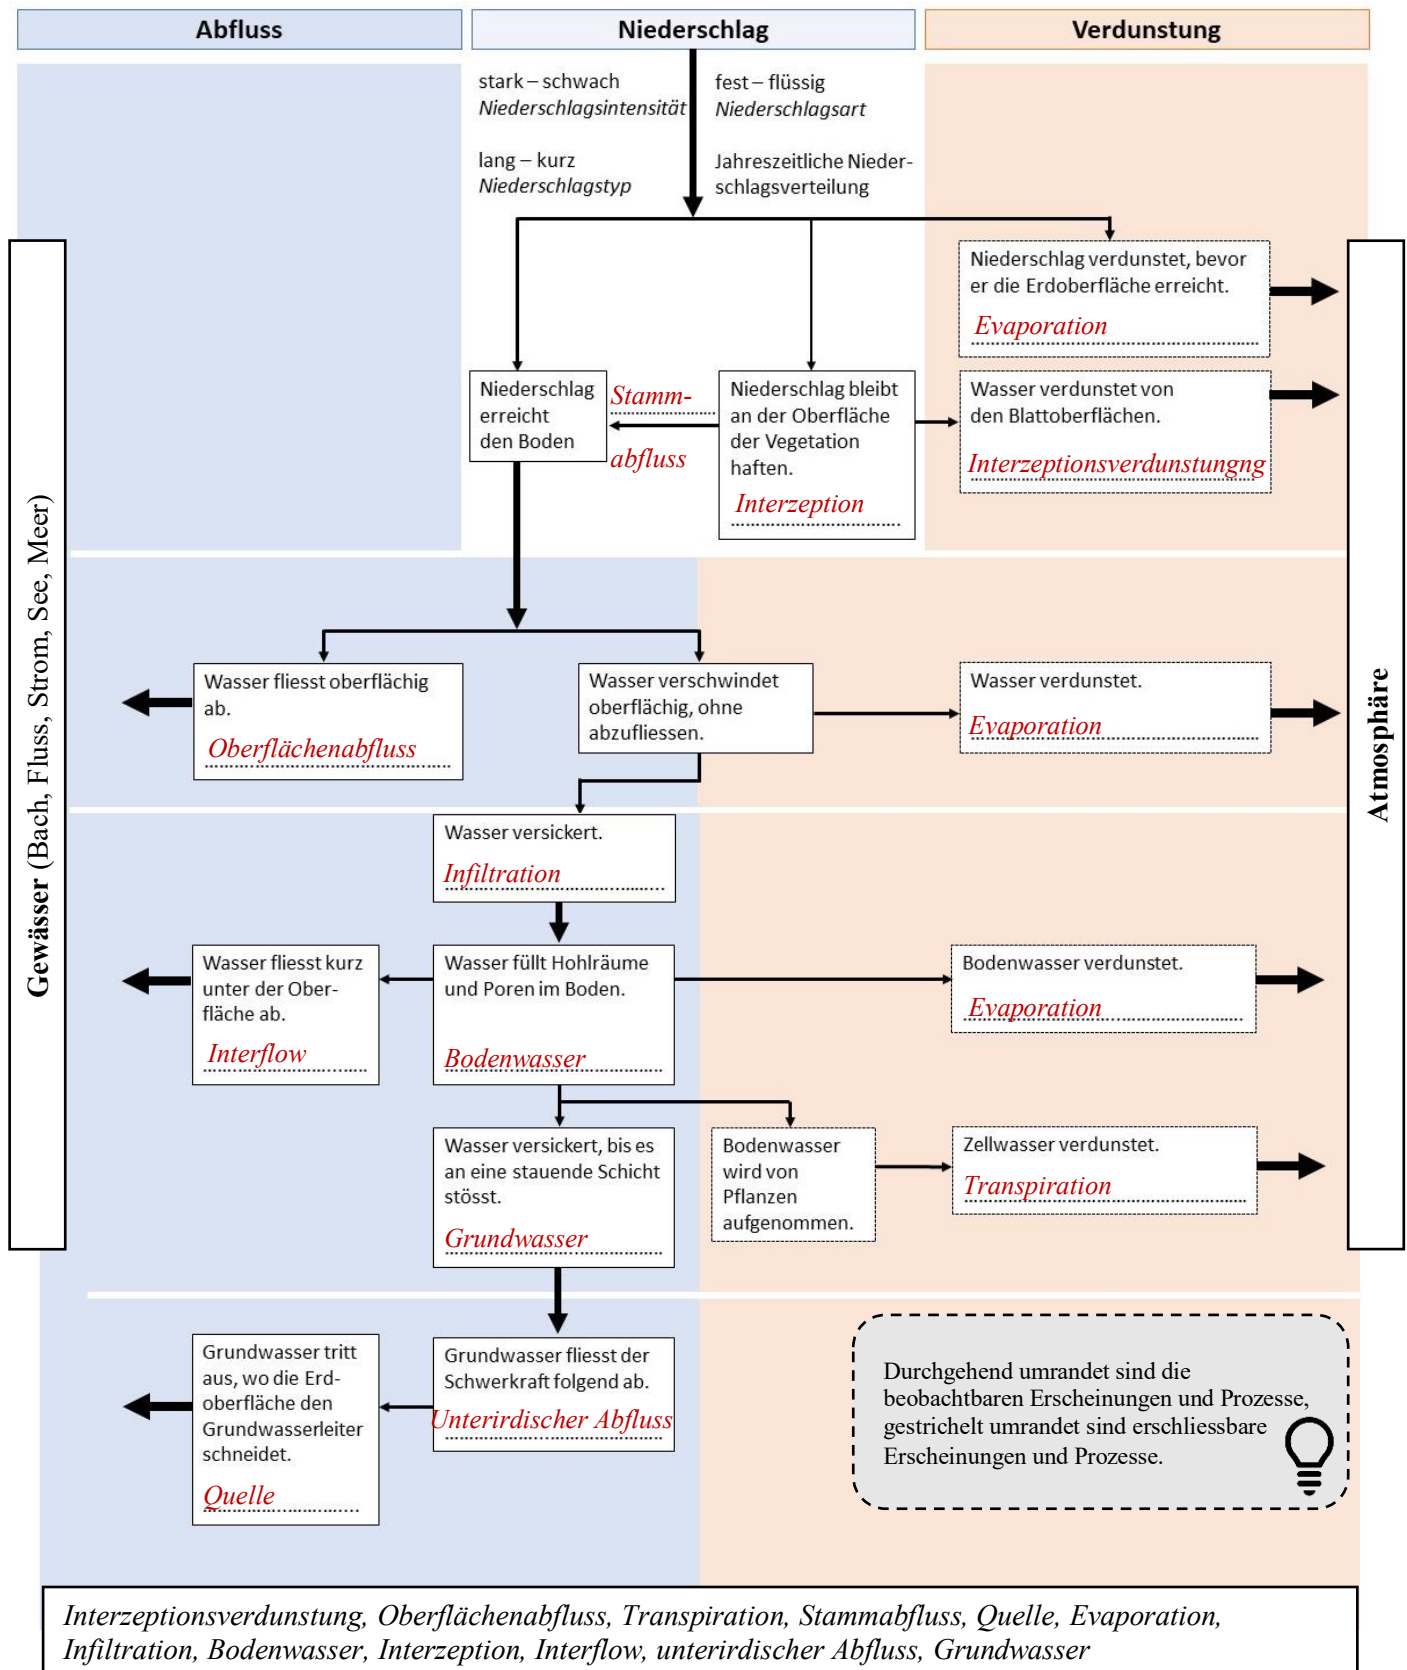 Abfluss
Niederschlag
Verdunstung
stark – schwach
Niederschlagsintensität
fest – flüssig
Niederschlagsart
lang – kurz
Niederschlagstyp
Jahreszeitliche Nieder-
schlagsverteilung
Gewässer (Bach, Fluss, Strom, See, Meer)
Atmosphäre
Niederschlag verdunstet, bevor
er die Erdoberfläche erreicht.
Evaporation
Niederschlag
erreicht
den Boden
Stamm-
abfluss
Niederschlag bleibt
an der Oberfläche
der Vegetation
haften.
Interzeption
Wasser verdunstet von
den Blattoberflächen.
Interzeptionsverdunstungng
Wasser fliesst oberflächig
ab.
Oberflächenabfluss
Wasser verschwindet
oberflächig, ohne
abzufliessen.
Wasser verdunstet.
Evaporation
Wasser versickert.
Infiltration
Wasser fliesst kurz
unter der Ober-
fläche ab.
Interflow
Wasser füllt Hohlräume
und Poren im Boden.
Bodenwasser
Bodenwasser verdunstet.
Evaporation
Wasser versickert, bis es
an eine stauende Schicht
stösst.
Grundwasser
Bodenwasser
wird von
Pflanzen
aufgenommen.
Zellwasser verdunstet.
Transpiration
Grundwasser tritt
aus, wo die Erd-
oberfläche den
Grundwasserleiter
schneidet.
Quelle
Grundwasser fliesst der
Schwerkraft folgend ab.
Unterirdischer Abfluss
Durchgehend umrandet sind die
beobachtbaren Erscheinungen und Prozesse,
gestrichelt umrandet sind erschliessbare
Erscheinungen und Prozesse.
Interzeptionsverdunstung, Oberflächenabfluss, Transpiration, Stammabfluss, Quelle, Evaporation,
Infiltration, Bodenwasser, Interzeption, Interflow, unterirdischer Abfluss, Grundwasser